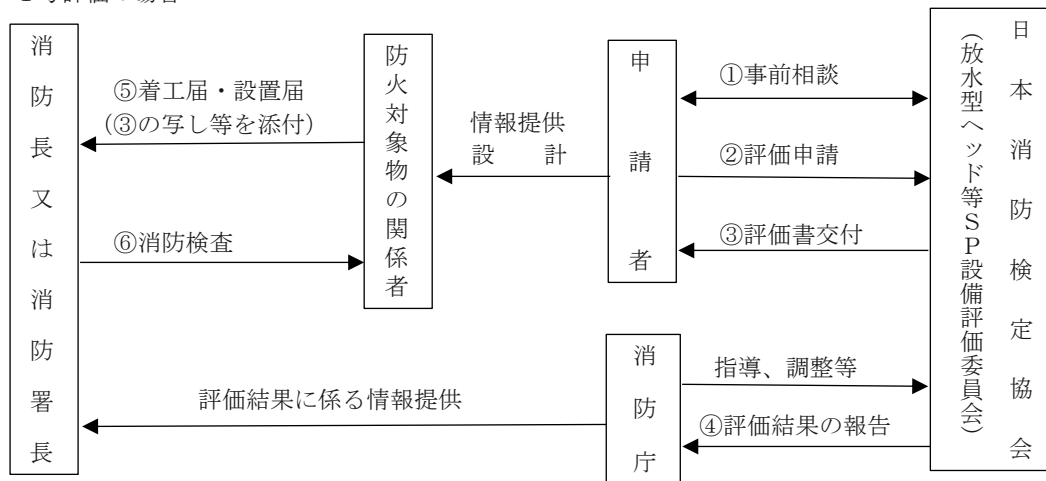 消防長又は消防署長
⑤着工届・設置届
(③の写し等を添付)
⑥消防検査
防火対象物の関係者
情報提供
設　　計
申請者
①事前相談
②評価申請
③評価書交付
日本消防検定協会
(放水型ヘッド等SP設備評価委員会)
評価結果に係る情報提供
消防庁
指導、調整等
④評価結果の報告